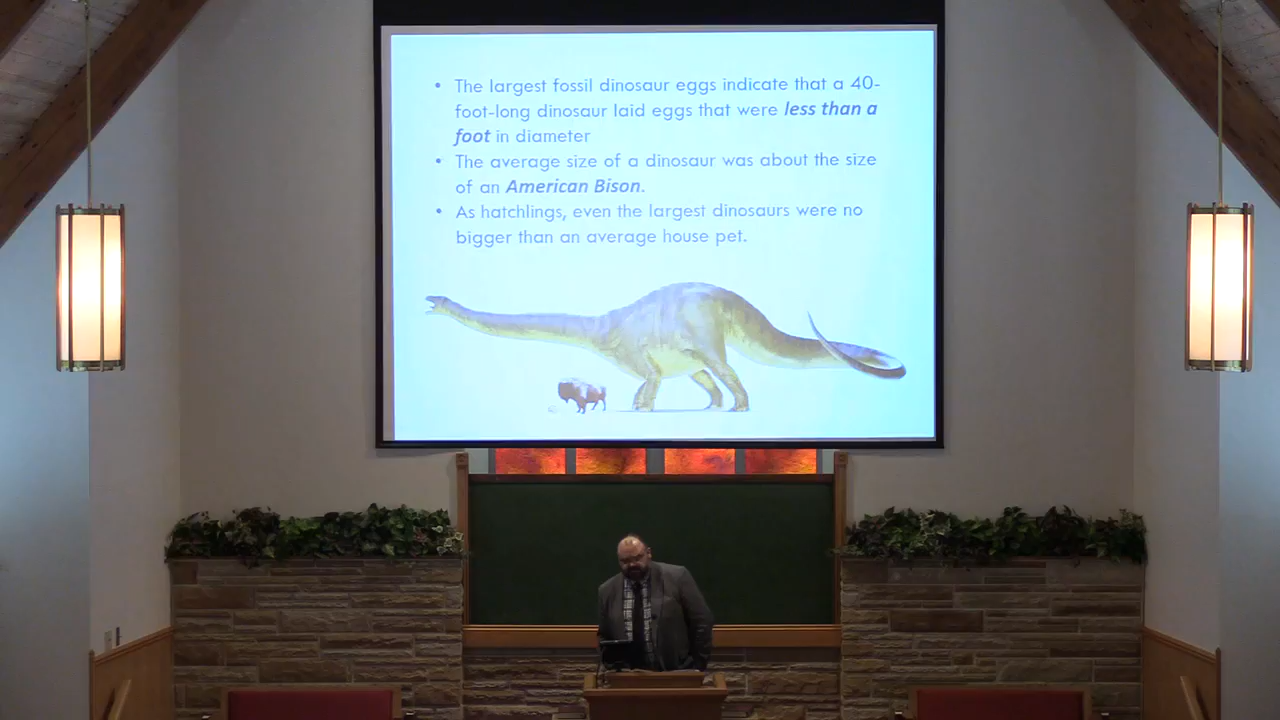 • The largest fossil dinosaur eggs indicate that a 40-
foot-long dinosaur laid eggs that were less than a
foot in diameter
• The average size of a dinosaur was about the size
of an American Bison.
• As hatchlings, even the largest dinosaurs were no
bigger than an average house pet.